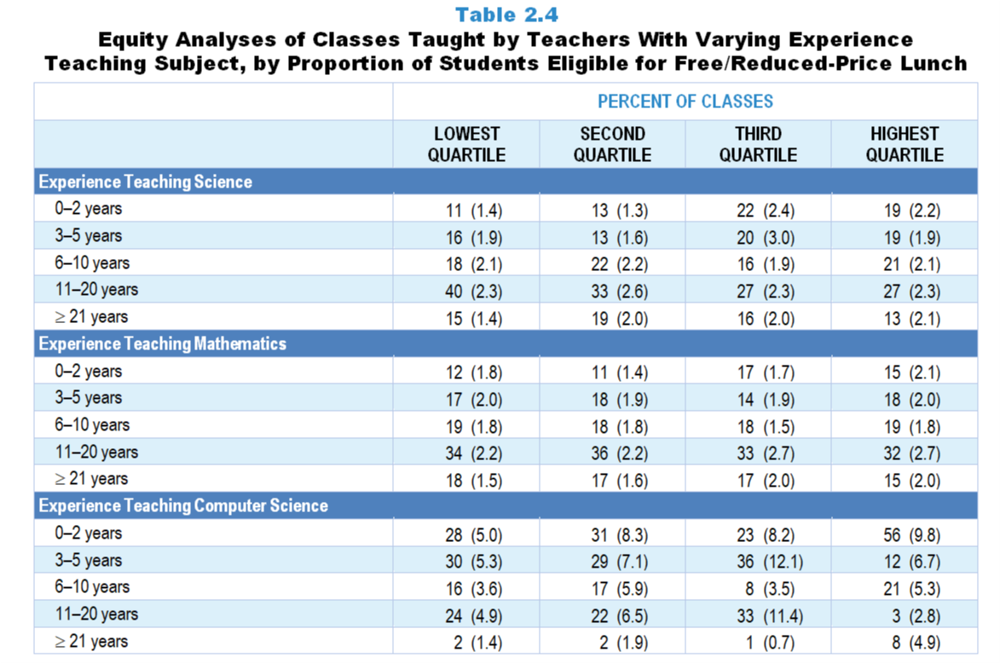 Table 2.4
Equity Analyses of Classes Taught by Teachers With Varying Experience
Teaching Subject, by Proportion of Students Eligible for Free/Reduced-Price Lunch
PERCENT OF CLASSES
LOWEST QUARTILE SECOND QUARTILE THIRD QUARTILE HIGHEST QUARTILE
Experience Teaching Science
0–2 years 11 (1.4) 13 (1.3) 22 (2.4) 19 (2.2)
3–5 years 16 (1.9) 13 (1.6) 20 (3.0) 19 (1.9)
6–10 years 18 (2.1) 22 (2.2) 16 (1.9) 21 (2.1)
11–20 years 40 (2.3) 33 (2.6) 27 (2.3) 27 (2.3)
≥ 21 years 15 (1.4) 19 (2.0) 16 (2.0) 13 (2.1)
Experience Teaching Mathematics
0–2 years 12 (1.8) 11 (1.4) 17 (1.7) 15 (2.1)
3–5 years 17 (2.0) 18 (1.9) 14 (1.9) 18 (2.0)
6–10 years 19 (1.8) 18 (1.8) 18 (1.5) 19 (1.8)
11–20 years 34 (2.2) 36 (2.2) 33 (2.7) 32 (2.7)
≥ 21 years 18 (1.5) 17 (1.6) 17 (2.0) 15 (2.0)
Experience Teaching Computer Science
0–2 years 28 (5.0) 31 (8.3) 23 (8.2) 56 (9.8)
3–5 years 30 (5.3) 29 (7.1) 36 (12.1) 12 (6.7)
6–10 years 16 (3.6) 17 (5.9) 8 (3.5) 21 (5.3)
11–20 years 24 (4.9) 22 (6.5) 33 (11.4) 3 (2.8)
≥ 21 years 2 (1.4) 2 (1.9) 1 (0.7) 8 (4.9)